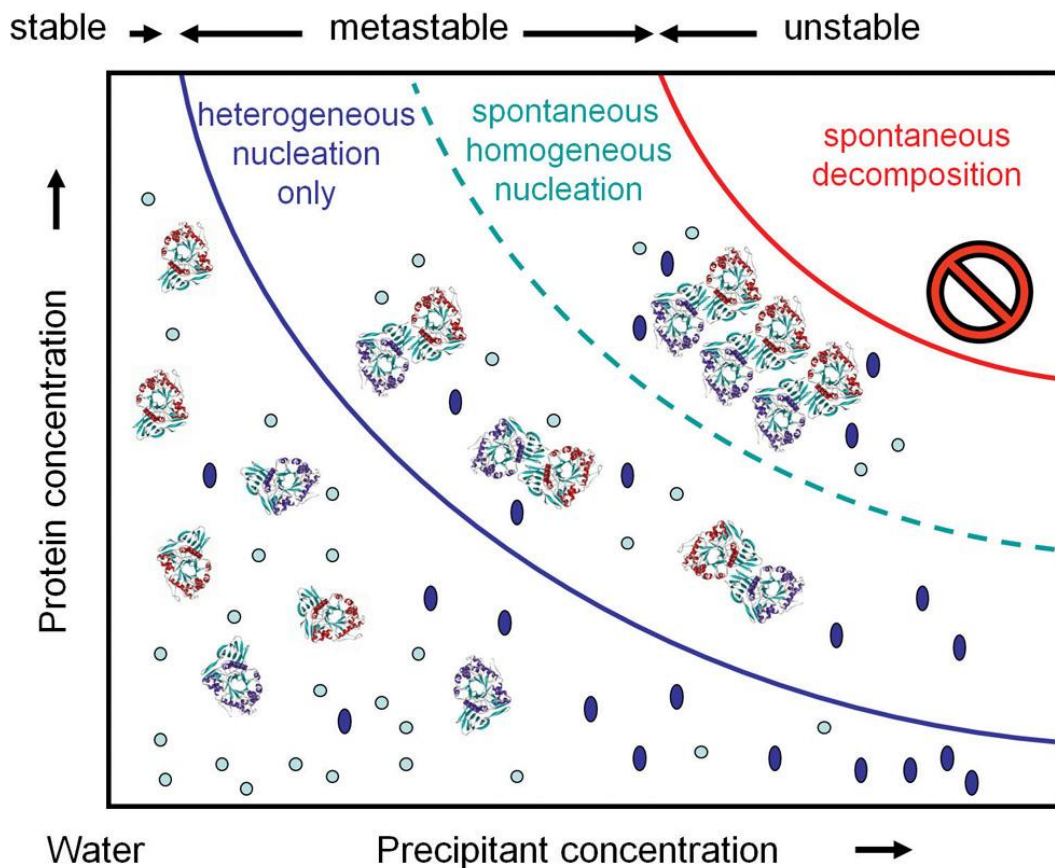 stable metastable unstable
heterogeneous
nucleation
only
spontaneous
homogeneous
nucleation
spontaneous
decomposition
Protein concentration
Water Precipitant concentration